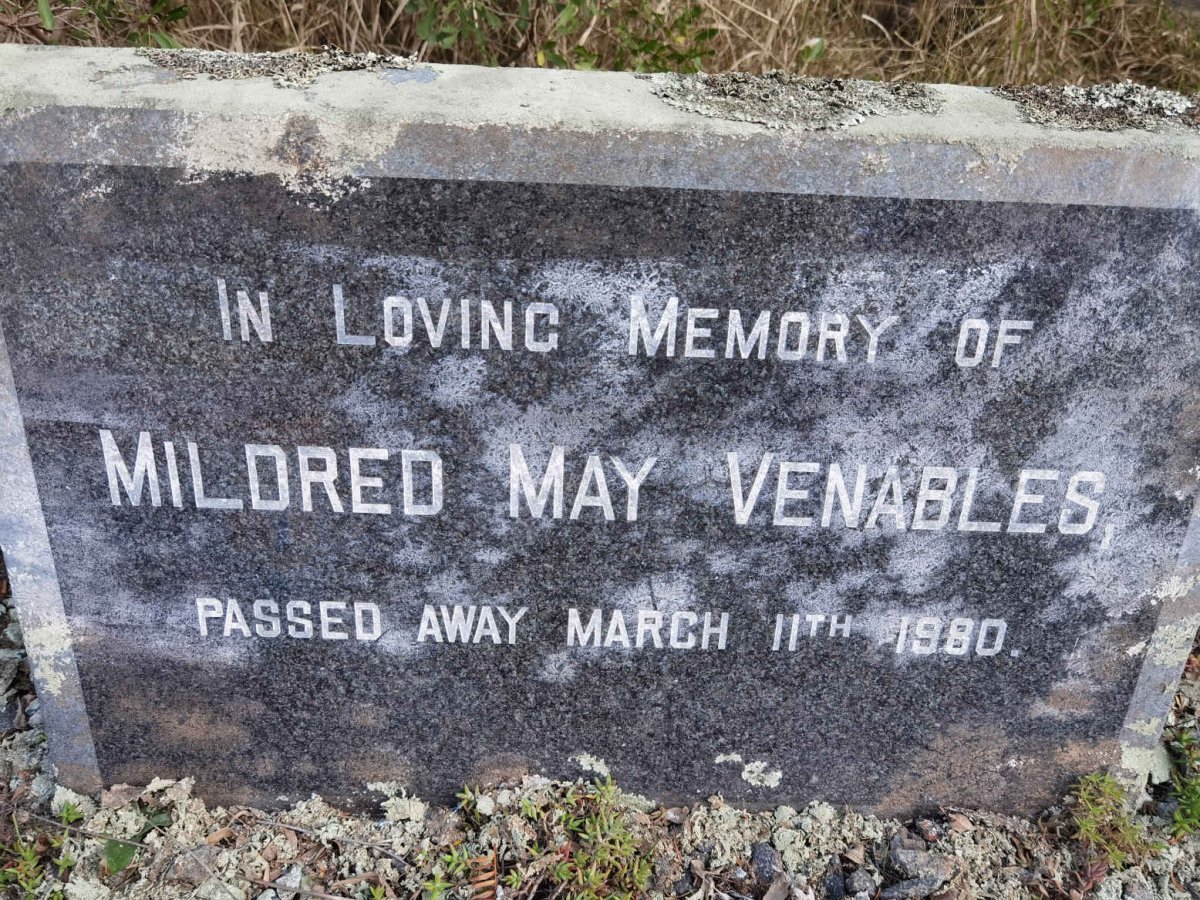 IN LOVING MEMORY OF
MILDRED MAY VENABLES,
PASSED AWAY MARCH 11TH 1980.